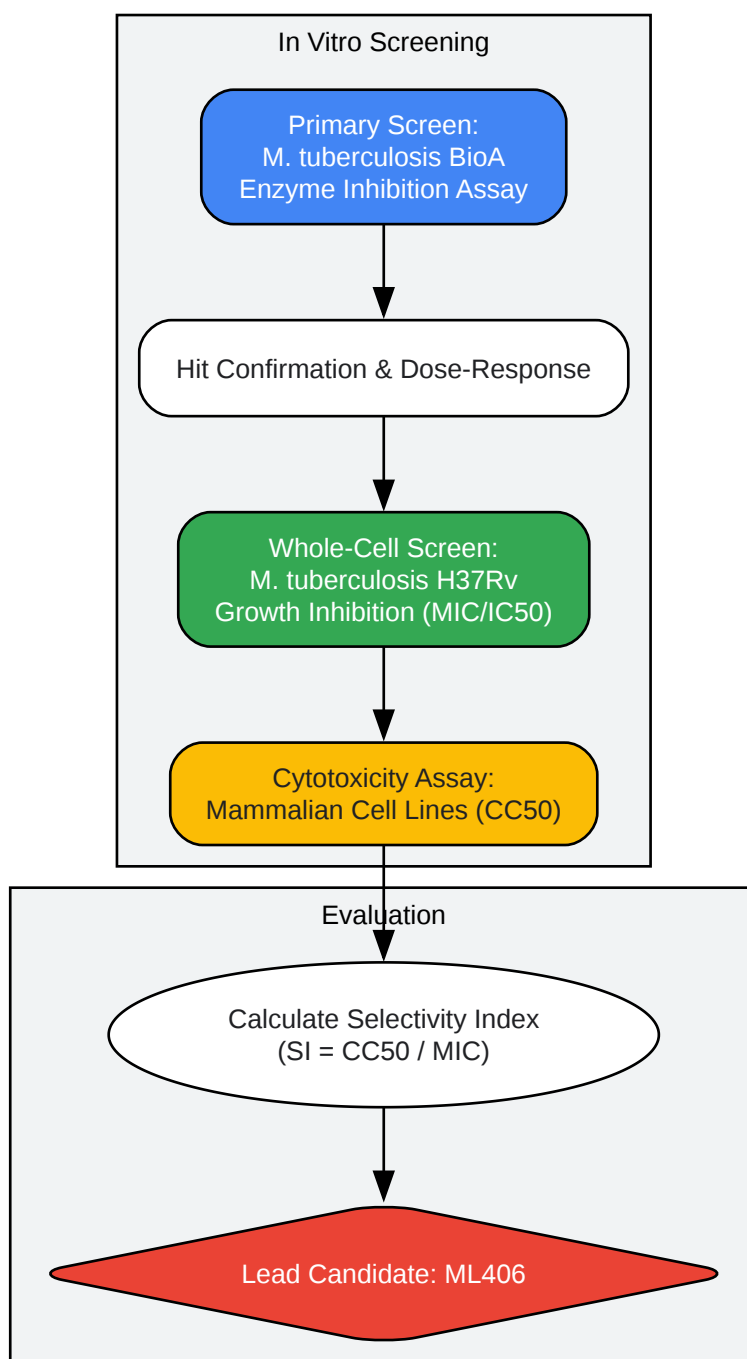 In Vitro Screening
Primary Screen:
M. tuberculosis BioA
Enzyme Inhibition Assay
Hit Confirmation & Dose-Response
Whole-Cell Screen:
M. tuberculosis H37Rv
Growth Inhibition (MIC/IC50)
Cytotoxicity Assay:
Mammalian Cell Lines (CC50)
Evaluation
Calculate Selectivity Index
(SI = CC50 / MIC)
Lead Candidate: ML406